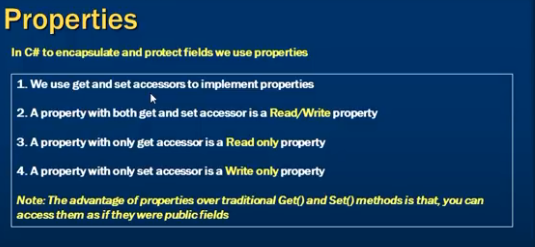 Properties
In C# to encapsulate and protect fields we use properties
1. We use get and set accessors to implement properties
2. A property with both get and set accessor is a Read/Write property
3. A property with only get accessor is a Read only property
4. A property with only set accessor is a Write only property
Note: The advantage of properties over traditional Get() and Set() methods is that, you can
access them as if they were public fields